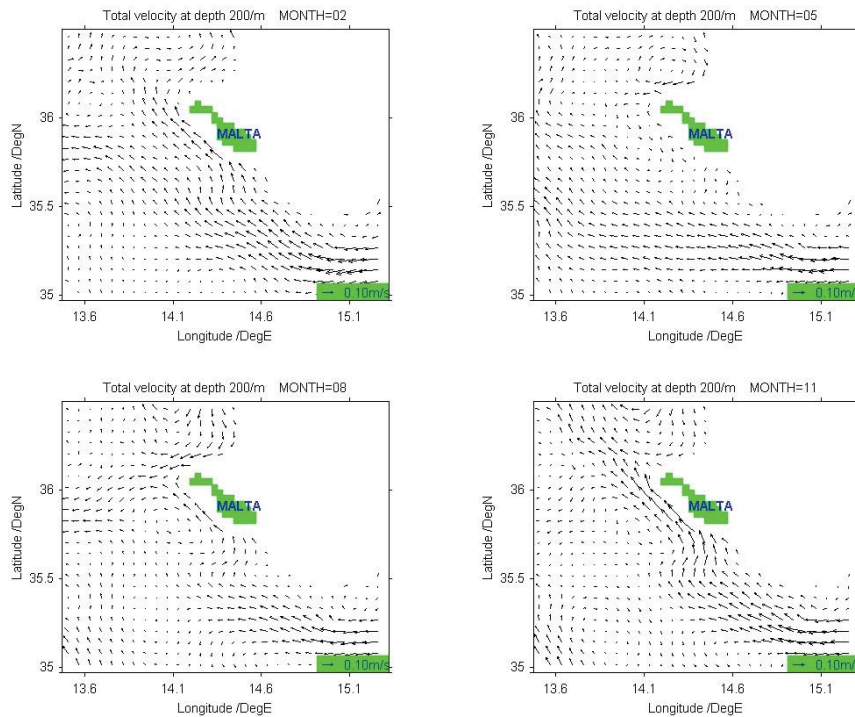 Total velocity at depth 200/m MONTH=02
Latitude /DegN
36
35.5
35
MALTA
0.10m/s
13.6 14.1 14.6 15.1
Longitude /DegE
Total velocity at depth 200/m MONTH=05
Latitude /DegN
36
35.5
35
MALTA
0.10m/s
13.6 14.1 14.6 15.1
Longitude /DegE
Total velocity at depth 200/m MONTH=08
Latitude /DegN
36
35.5
35
MALTA
0.10m/s
13.6 14.1 14.6 15.1
Longitude /DegE
Total velocity at depth 200/m MONTH=11
Latitude /DegN
36
35.5
35
MALTA
0.10m/s
13.6 14.1 14.6 15.1
Longitude /DegE